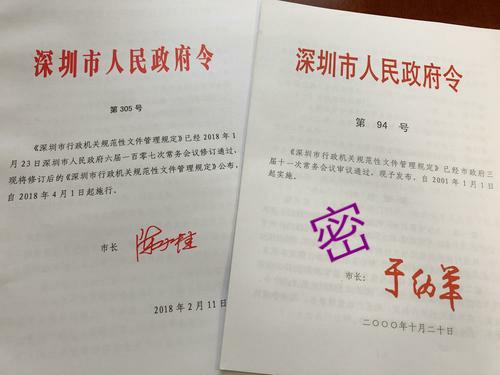 深圳市人民政府令
第 305 号
《深圳市行政机关规范性文件管理规定》已经 2018 年 1
月 23 日深圳市人民政府六届一百零七次常务会议修订通过，
现将修订后的《深圳市行政机关规范性文件管理规定》公布，
自 2018 年 4 月 1 日起施行。
市长
陈如桂
2018 年 2 月 11 日
深圳市人民政府令
第 94 号
《深圳市行政机关规范性文件管理规定》已经市政府三
届十一次常务会议审议通过，现予发布，自 2001 年 1 月 1 日
起实施。
密
市长：
于幼军
二〇〇〇年十月二十日